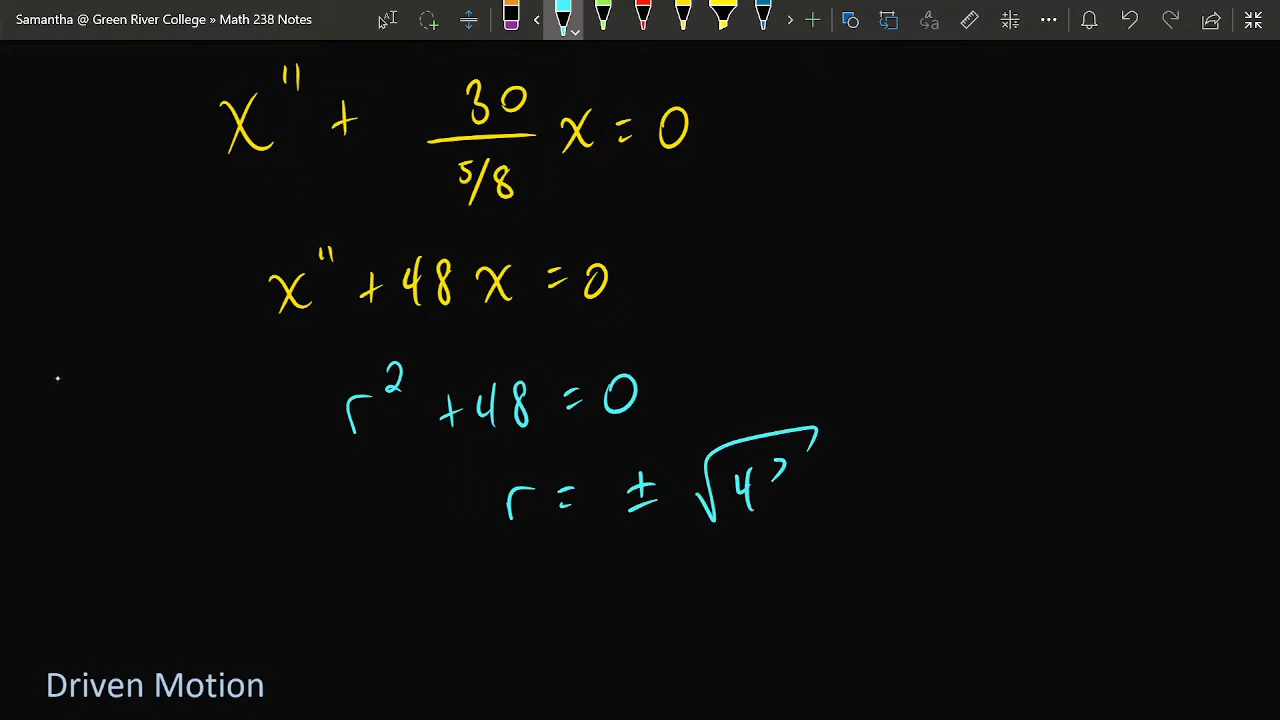 Samantha @ Green River College » Math 238 Notes
x'' + 30/(5/8) x = 0
x'' + 48x = 0
r² + 48 = 0
r = ± √4
Driven Motion